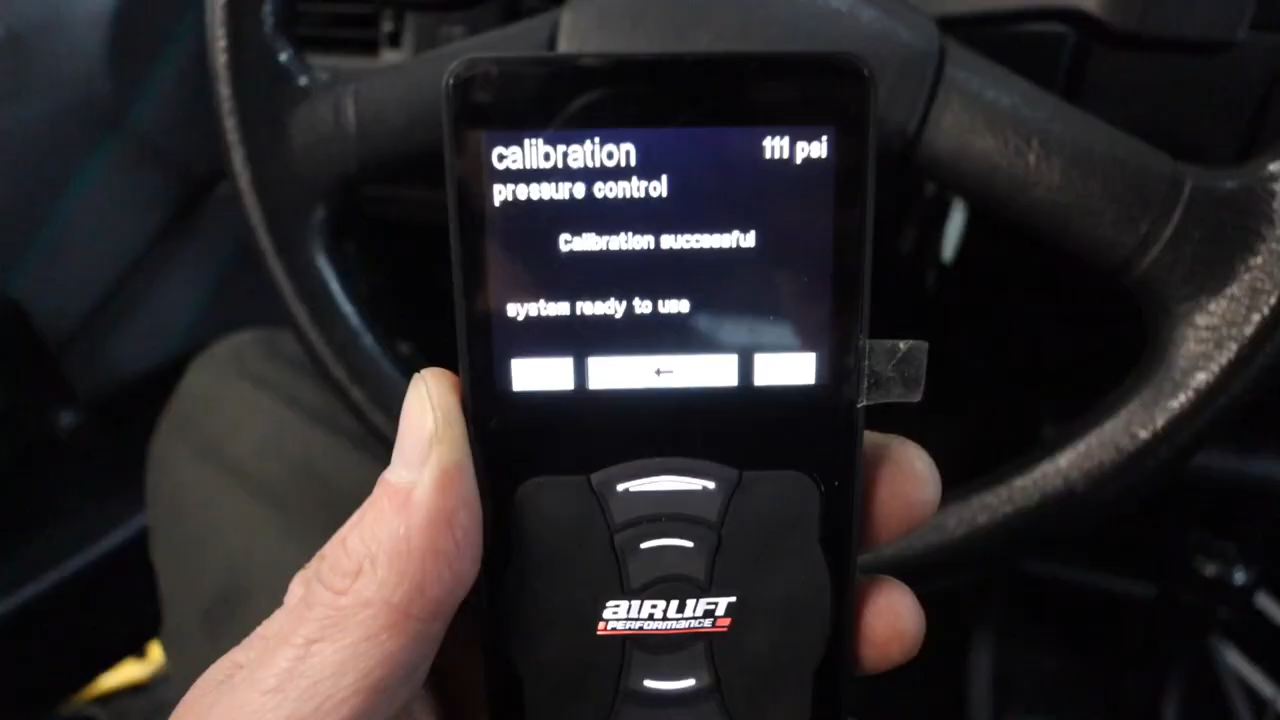 calibration 111 psi
pressure control
Calibration successful
system ready to use
←
AIRLIFT
PERFORMANCE